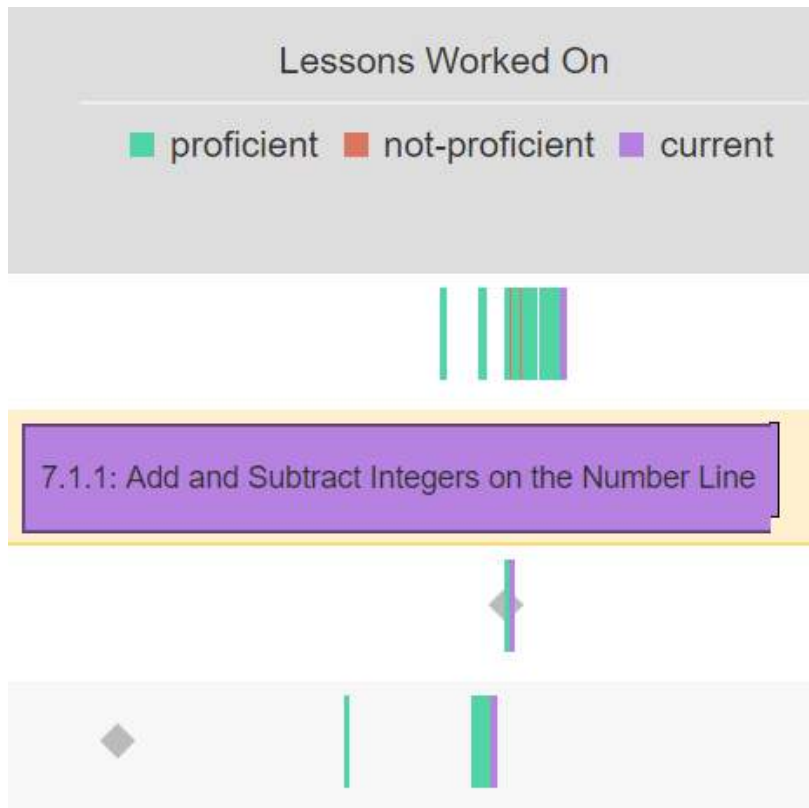 Lessons Worked On
proficient not-proficient current
7.1.1: Add and Subtract Integers on the Number Line